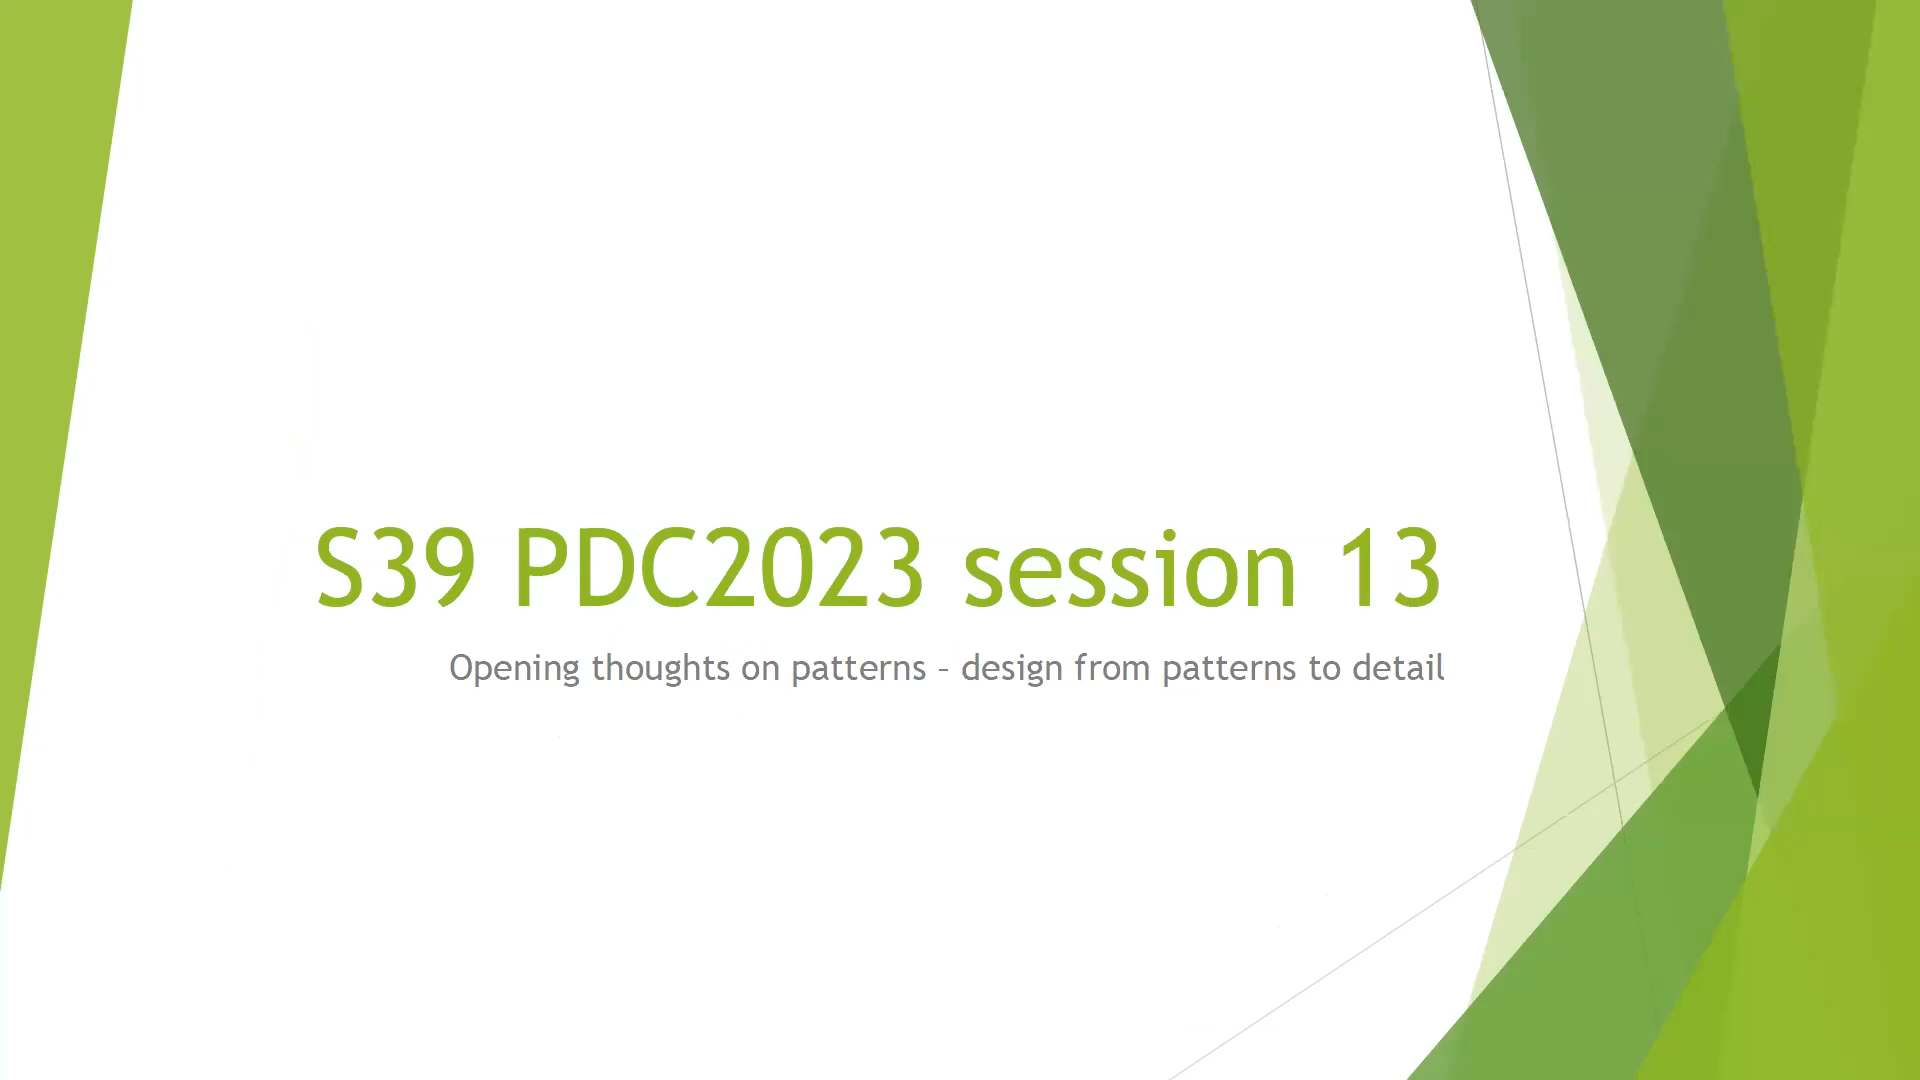 S39 PDC2023 session 13
Opening thoughts on patterns – design from patterns to detail